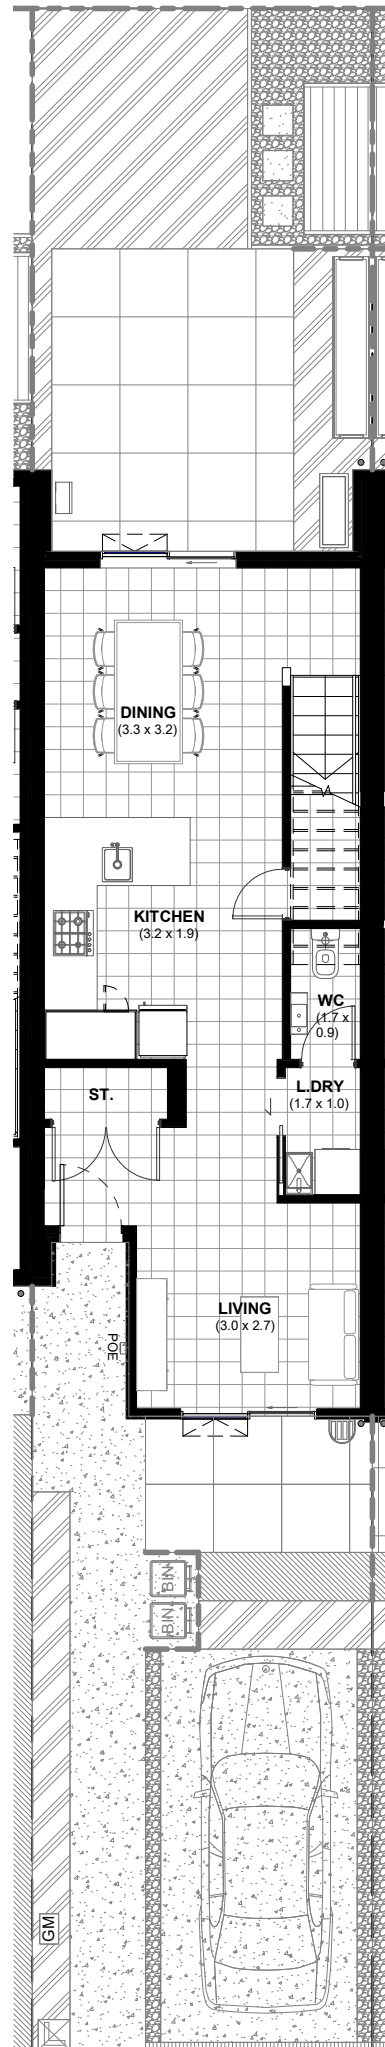 DINING
(3.3 x 3.2)
KITCHEN
(3.2 x 1.9)
WC
(1.7 x
0.9)
ST.
L.DRY
(1.7 x 1.0)
LIVING
(3.0 x 2.7)
POE
BIN
BIN
GM